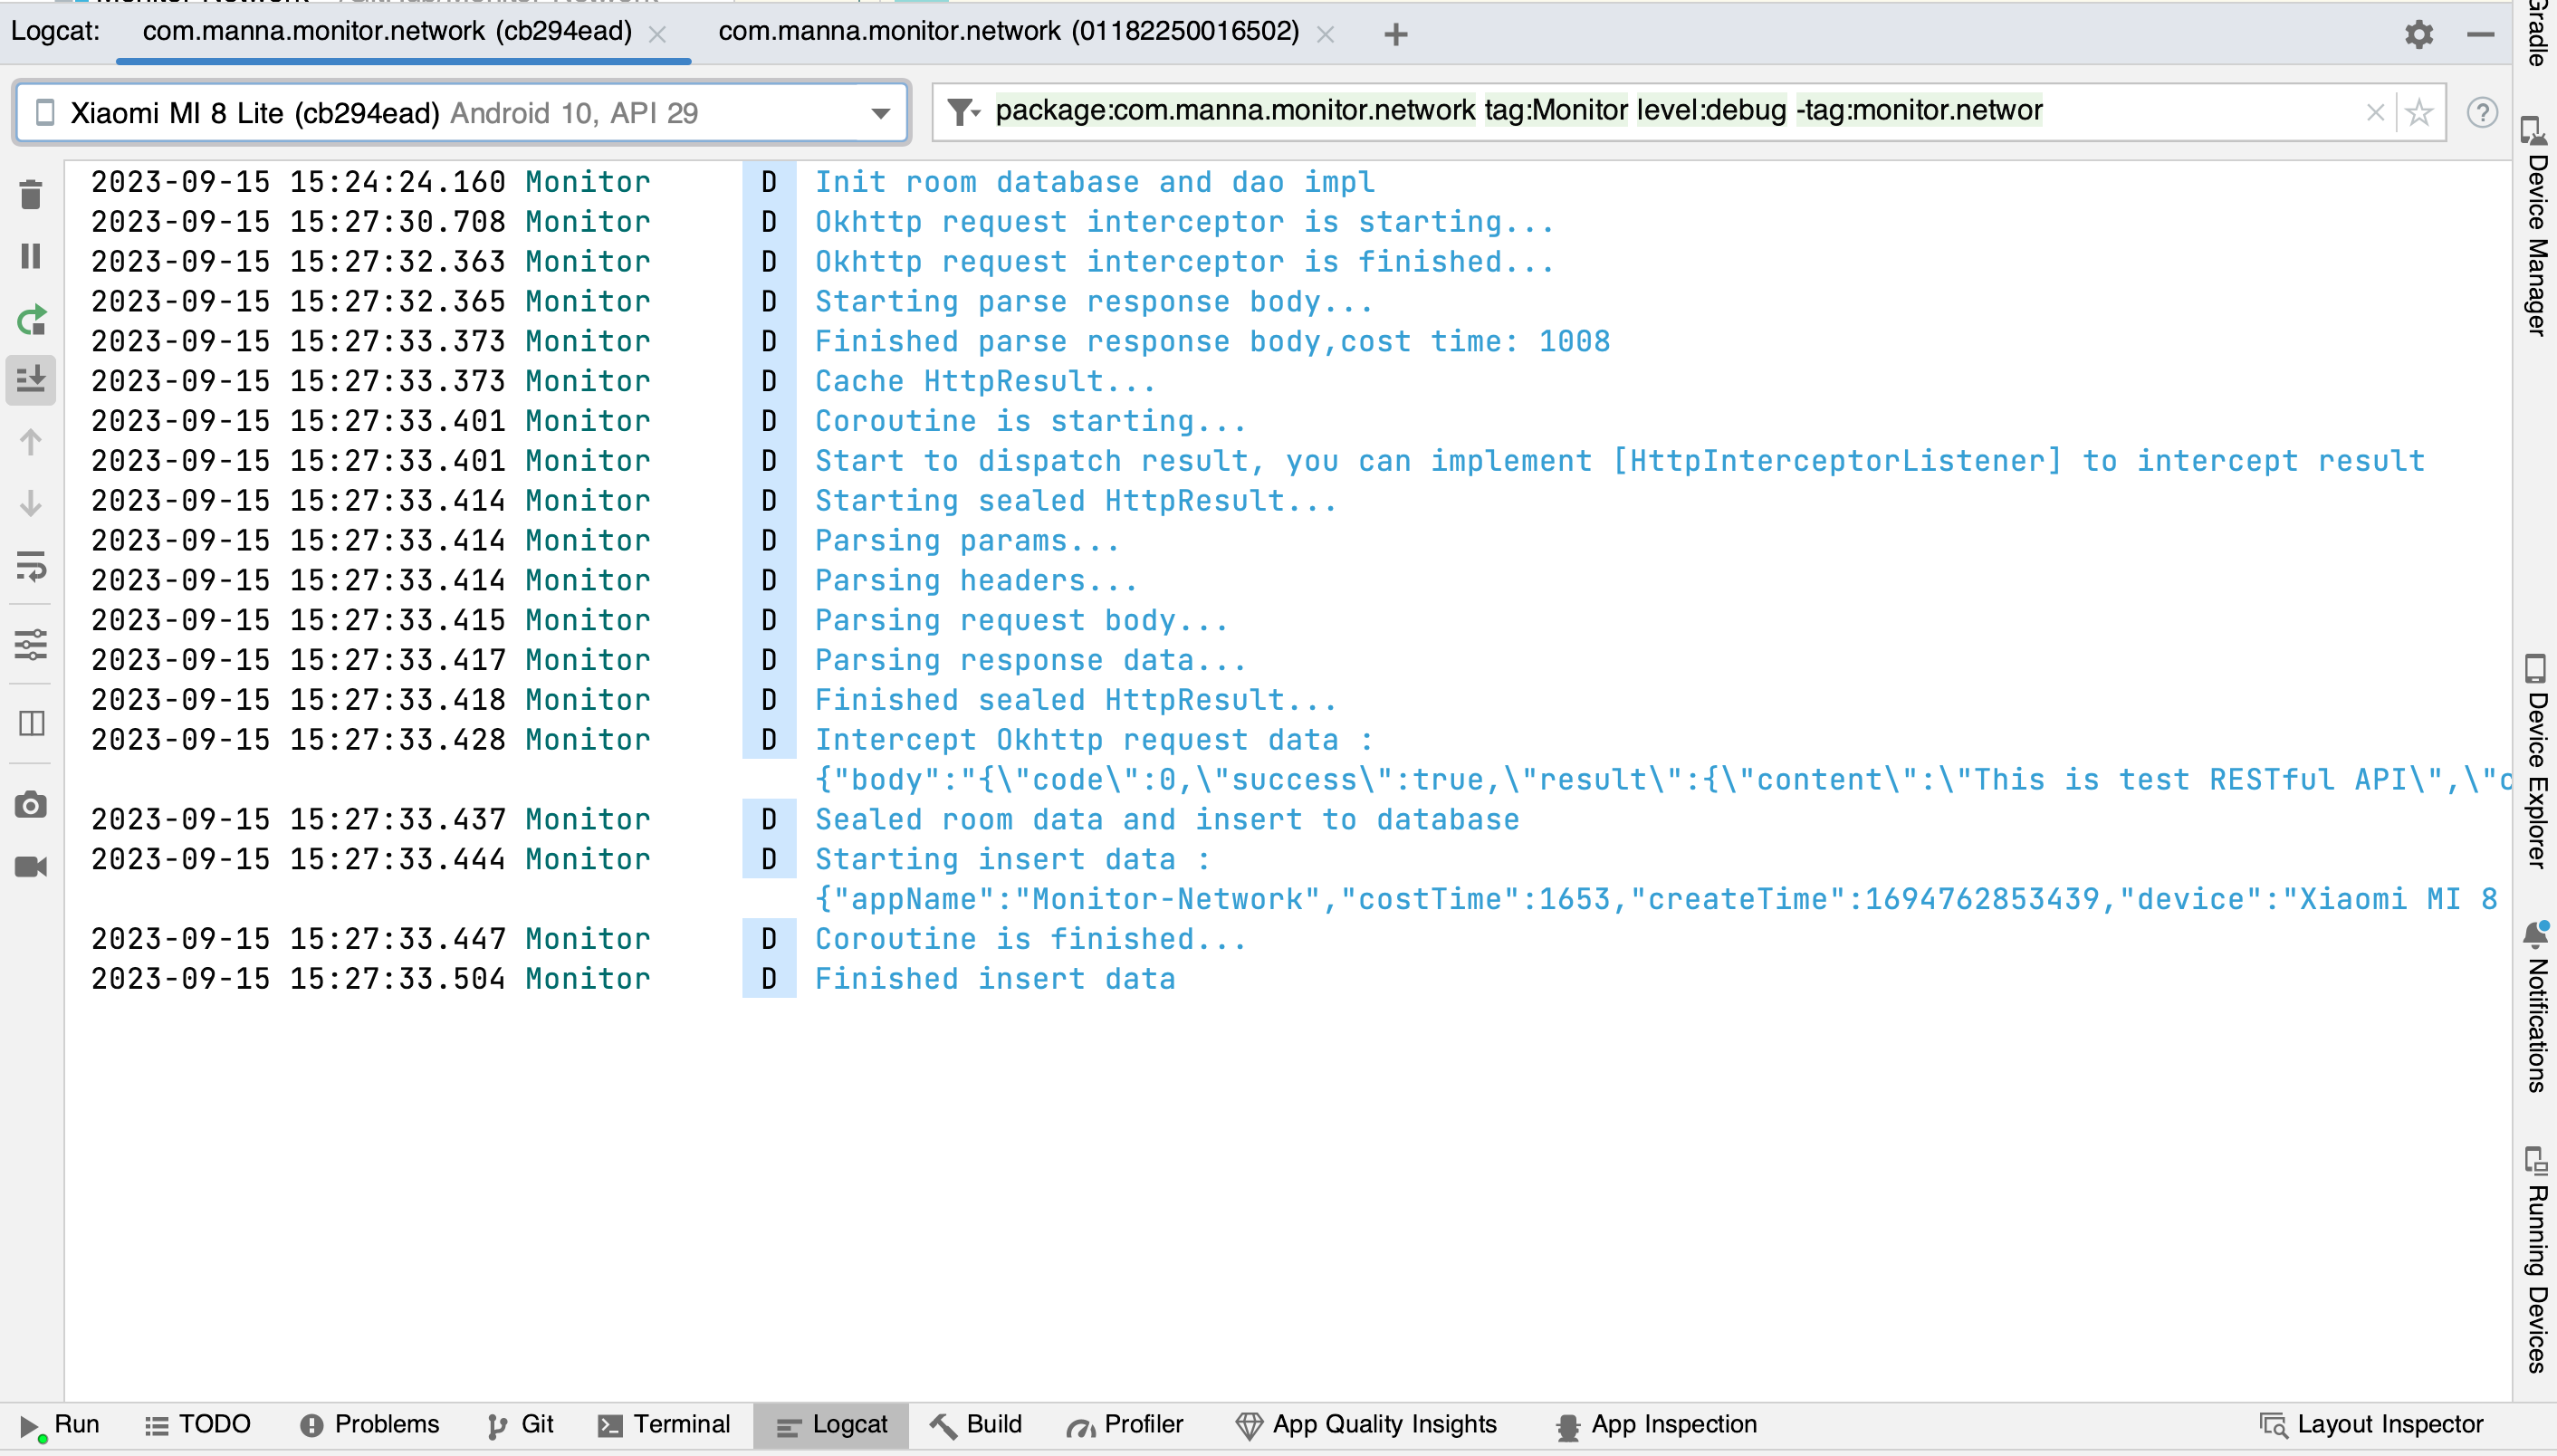 Logcat: com.manna.monitor.network (cb294ead) com.manna.monitor.network (01182250016502)
Xiaomi MI 8 Lite (cb294ead) Android 10, API 29 package:com.manna.monitor.network tag:Monitor level:debug -tag:monitor.networ
2023-09-15 15:24:24.160 Monitor D Init room database and dao impl
2023-09-15 15:27:30.708 Monitor D Okhttp request interceptor is starting...
2023-09-15 15:27:32.363 Monitor D Okhttp request interceptor is finished...
2023-09-15 15:27:32.365 Monitor D Starting parse response body...
2023-09-15 15:27:33.373 Monitor D Finished parse response body,cost time: 1008
2023-09-15 15:27:33.373 Monitor D Cache HttpResult...
2023-09-15 15:27:33.401 Monitor D Coroutine is starting...
2023-09-15 15:27:33.401 Monitor D Start to dispatch result, you can implement [HttpInterceptorListener] to intercept result
2023-09-15 15:27:33.414 Monitor D Starting sealed HttpResult...
2023-09-15 15:27:33.414 Monitor D Parsing params...
2023-09-15 15:27:33.414 Monitor D Parsing headers...
2023-09-15 15:27:33.415 Monitor D Parsing request body...
2023-09-15 15:27:33.417 Monitor D Parsing response data...
2023-09-15 15:27:33.418 Monitor D Finished sealed HttpResult...
2023-09-15 15:27:33.428 Monitor D Intercept Okhttp request data :
{"body":"{\"code\":0,\"success\":true,\"result\":{\"content\":\"This is test RESTful API\",\"
2023-09-15 15:27:33.437 Monitor D Sealed room data and insert to database
2023-09-15 15:27:33.444 Monitor D Starting insert data :
{"appName":"Monitor-Network","costTime":1653,"createTime":1694762853439,"device":"Xiaomi MI 8
2023-09-15 15:27:33.447 Monitor D Coroutine is finished...
2023-09-15 15:27:33.504 Monitor D Finished insert data
Gradle
Device Manager
Device Explorer
Notifications
Running Devices
Run TODO Problems Git Terminal Logcat Build Profiler App Quality Insights App Inspection Layout Inspector